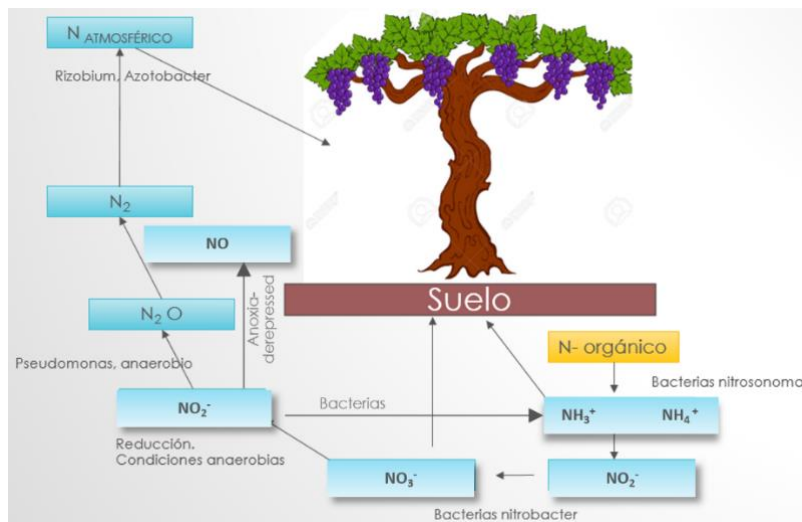 N ATMOSFÉRICO
Rizobium, Azotobacter
N₂
NO
N₂ O
Anoxia-
derepressed
Suelo
N- orgánico
Pseudomonas, anaerobio
Bacterias nitrosonomo
NO₂⁻
Bacterias
NH₃⁺ NH₄⁺
Reducción.
Condiciones anaerobias
NO₃⁻
NO₂⁻
Bacterias nitrobacter